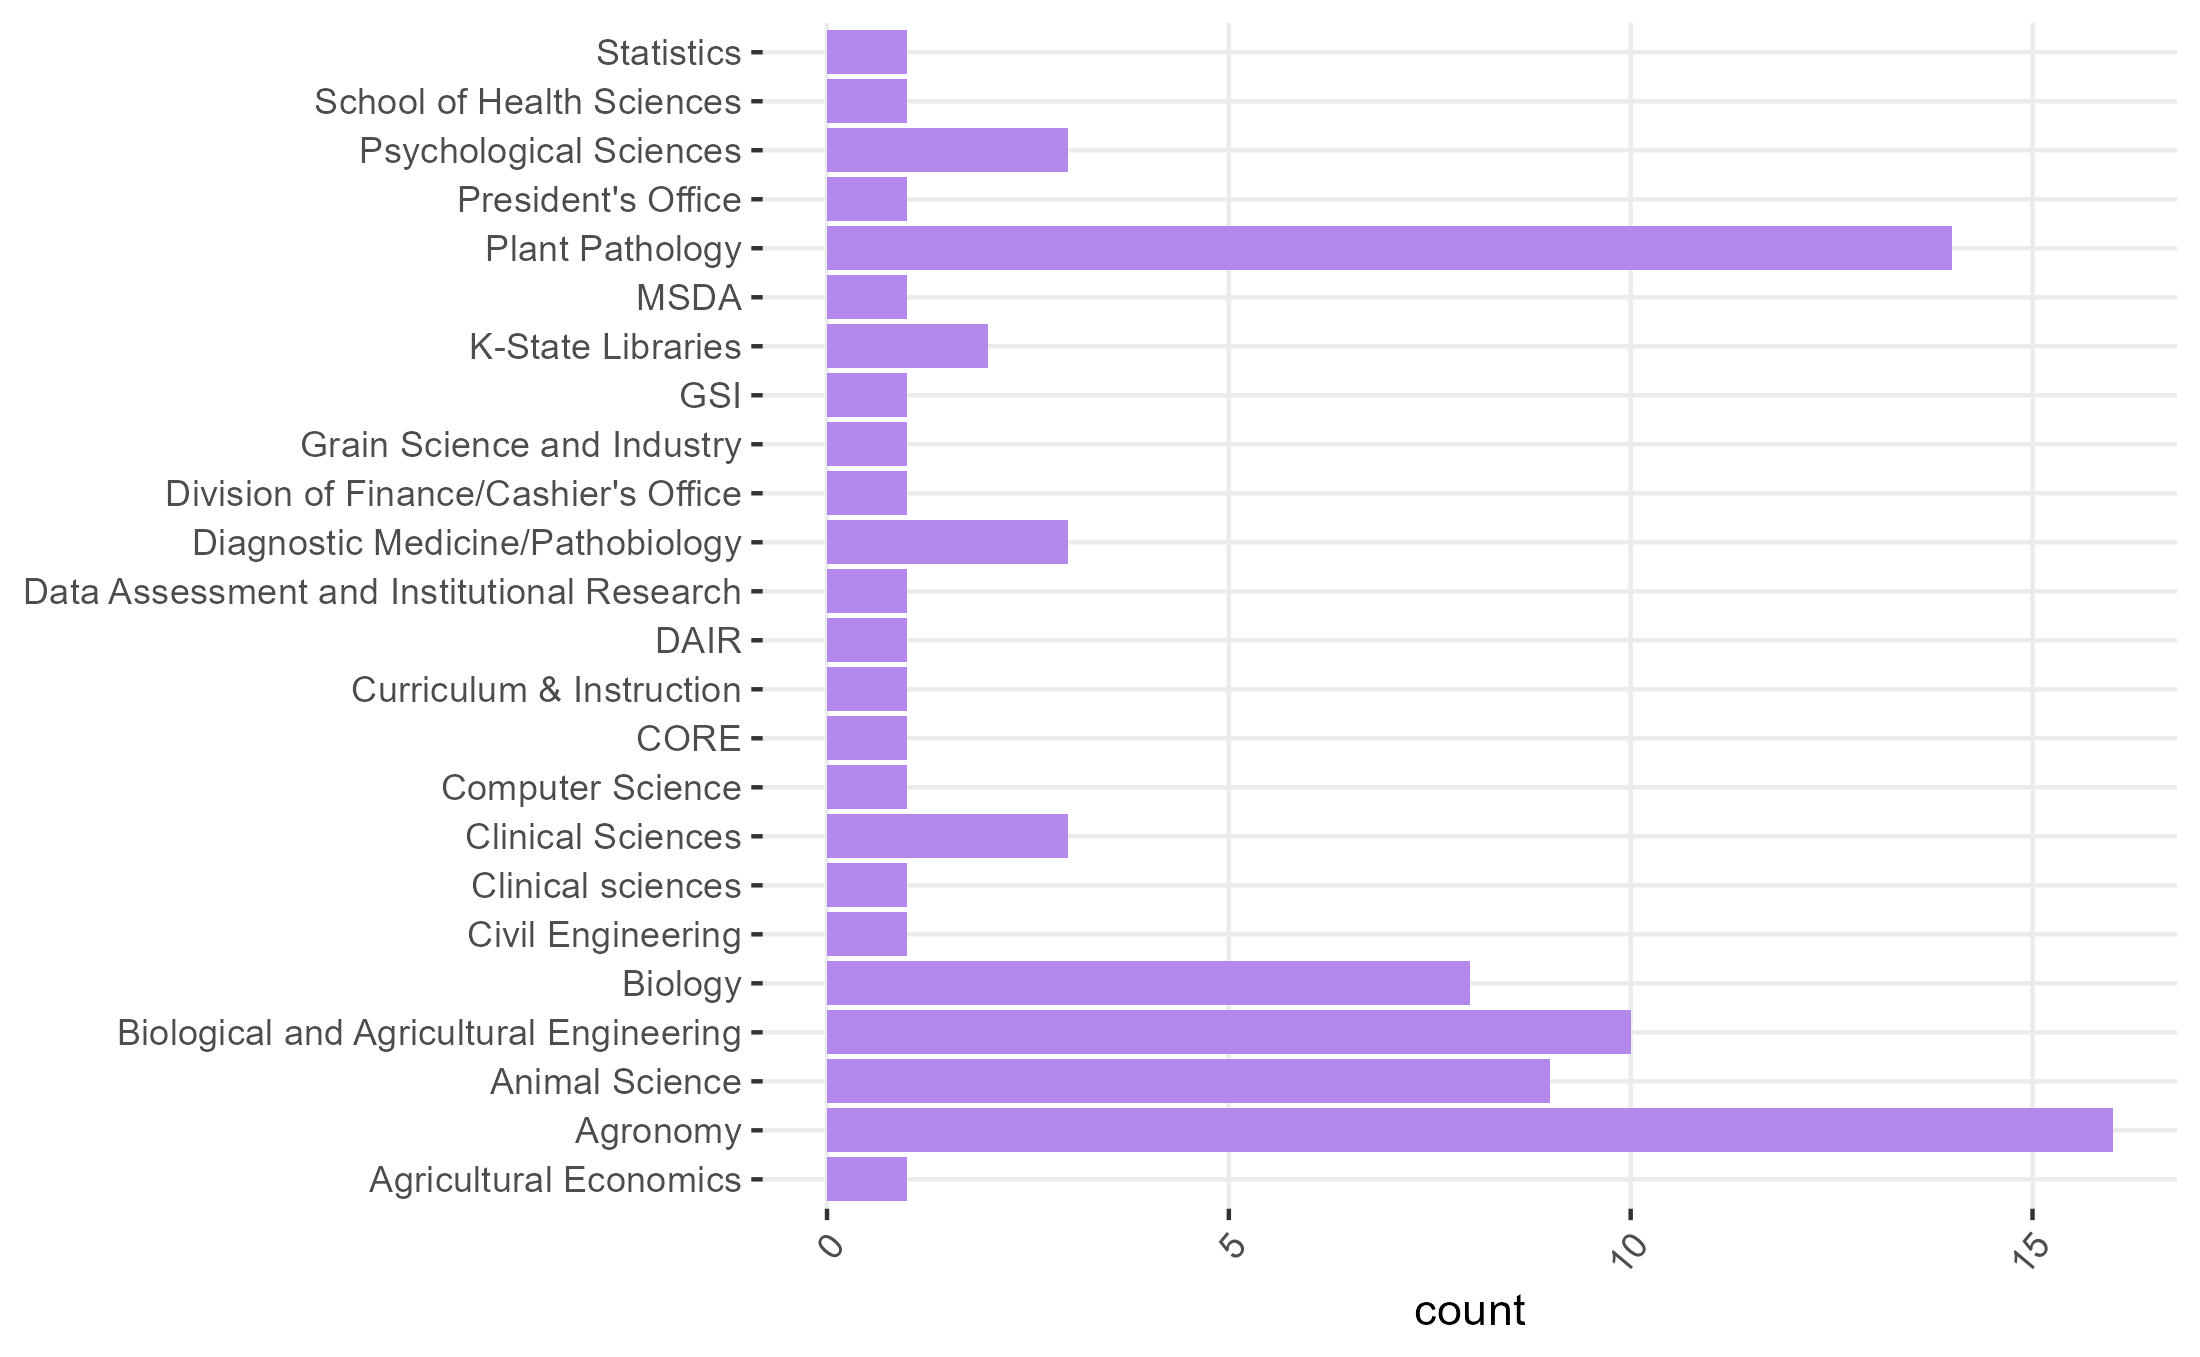 Statistics
School of Health Sciences
Psychological Sciences
President's Office
Plant Pathology
MSDA
K-State Libraries
GSI
Grain Science and Industry
Division of Finance/Cashier's Office
Diagnostic Medicine/Pathobiology
Data Assessment and Institutional Research
DAIR
Curriculum & Instruction
CORE
Computer Science
Clinical Sciences
Clinical sciences
Civil Engineering
Biology
Biological and Agricultural Engineering
Animal Science
Agronomy
Agricultural Economics
0 5 10 15
count